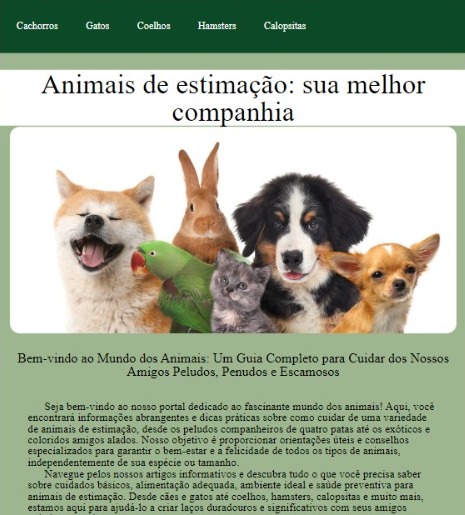 Cachorros Gatos Coelhos Hamsters Calopsitas
Animais de estimação: sua melhor
companhia
Bem-vindo ao Mundo dos Animais: Um Guia Completo para Cuidar dos Nossos
Amigos Peludos, Penudos e Escamosos
Seja bem-vindo ao nosso portal dedicado ao fascinante mundo dos animais! Aqui, você
encontrará informações abrangentes e dicas práticas sobre como cuidar de uma variedade
de animais de estimação, desde os peludos companheiros de quatro patas até os exóticos e
coloridos amigos alados. Nosso objetivo é proporcionar orientações úteis e conselhos
especializados para garantir o bem-estar e a felicidade de todos os tipos de animais,
independentemente de sua espécie ou tamanho.
Navegue pelos nossos artigos informativos e descubra tudo o que você precisa saber
sobre cuidados básicos, alimentação adequada, ambiente ideal e saúde preventiva para
animais de estimação. Desde cães e gatos até coelhos, hamsters, calopsitas e muito mais,
estamos aqui para ajudá-lo a criar laços duradouros e significativos com seus amigos